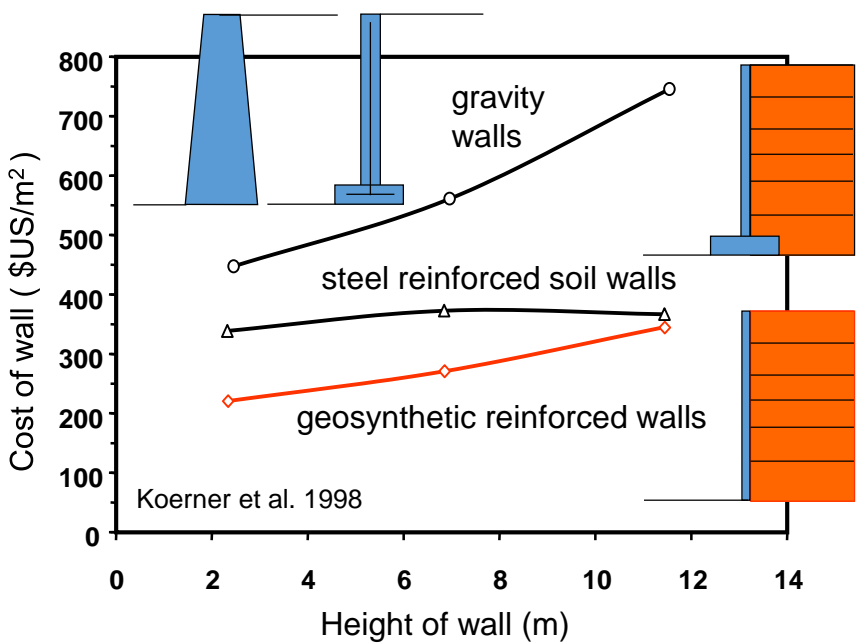 800
700
600
500
400
300
200
100
0
0 2 4 6 8 10 12 14
Cost of wall ( $US/m²)
Height of wall (m)
gravity
walls
steel reinforced soil walls
geosynthetic reinforced walls
Koerner et al. 1998